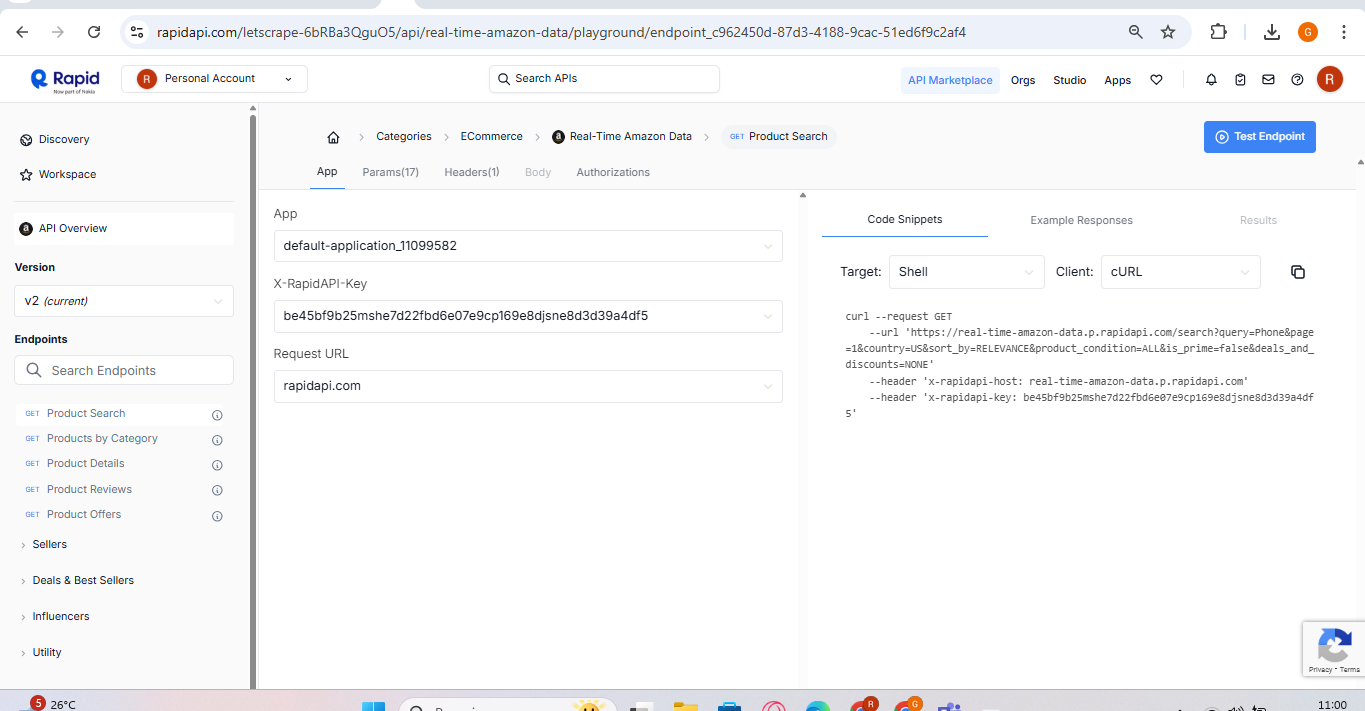 rapidapi.com/letscrape-6bRBa3QguO5/api/real-time-amazon-data/playground/endpoint_c962450d-87d3-4188-9cac-51ed6f9c2af4
G
Rapid
Now part of Nokia
R
Personal Account
Search APIs
API Marketplace
Orgs
Studio
Apps
R
Discovery
Workspace
a
API Overview
Version
v2 (current)
Endpoints
Search Endpoints
GET Product Search
GET Products by Category
GET Product Details
GET Product Reviews
GET Product Offers
Sellers
Deals & Best Sellers
Influencers
Utility
Categories
ECommerce
a Real-Time Amazon Data
GET Product Search
Test Endpoint
App
Params(17)
Headers(1)
Body
Authorizations
App
default-application_11099582
X-RapidAPI-Key
be45bf9b25mshe7d22fbd6e07e9cp169e8djsne8d3d39a4df5
Request URL
rapidapi.com
Code Snippets
Example Responses
Results
Target:
Shell
Client:
cURL
curl --request GET
--url 'https://real-time-amazon-data.p.rapidapi.com/search?query=Phone&page
=1&country=US&sort_by=RELEVANCE&product_condition=ALL&is_prime=false&deals_and_
discounts=NONE'
--header 'x-rapidapi-host: real-time-amazon-data.p.rapidapi.com'
--header 'x-rapidapi-key: be45bf9b25mshe7d22fbd6e07e9cp169e8djsne8d3d39a4df
5'
Privacy - Terms
5
26°C
R
G
11:00